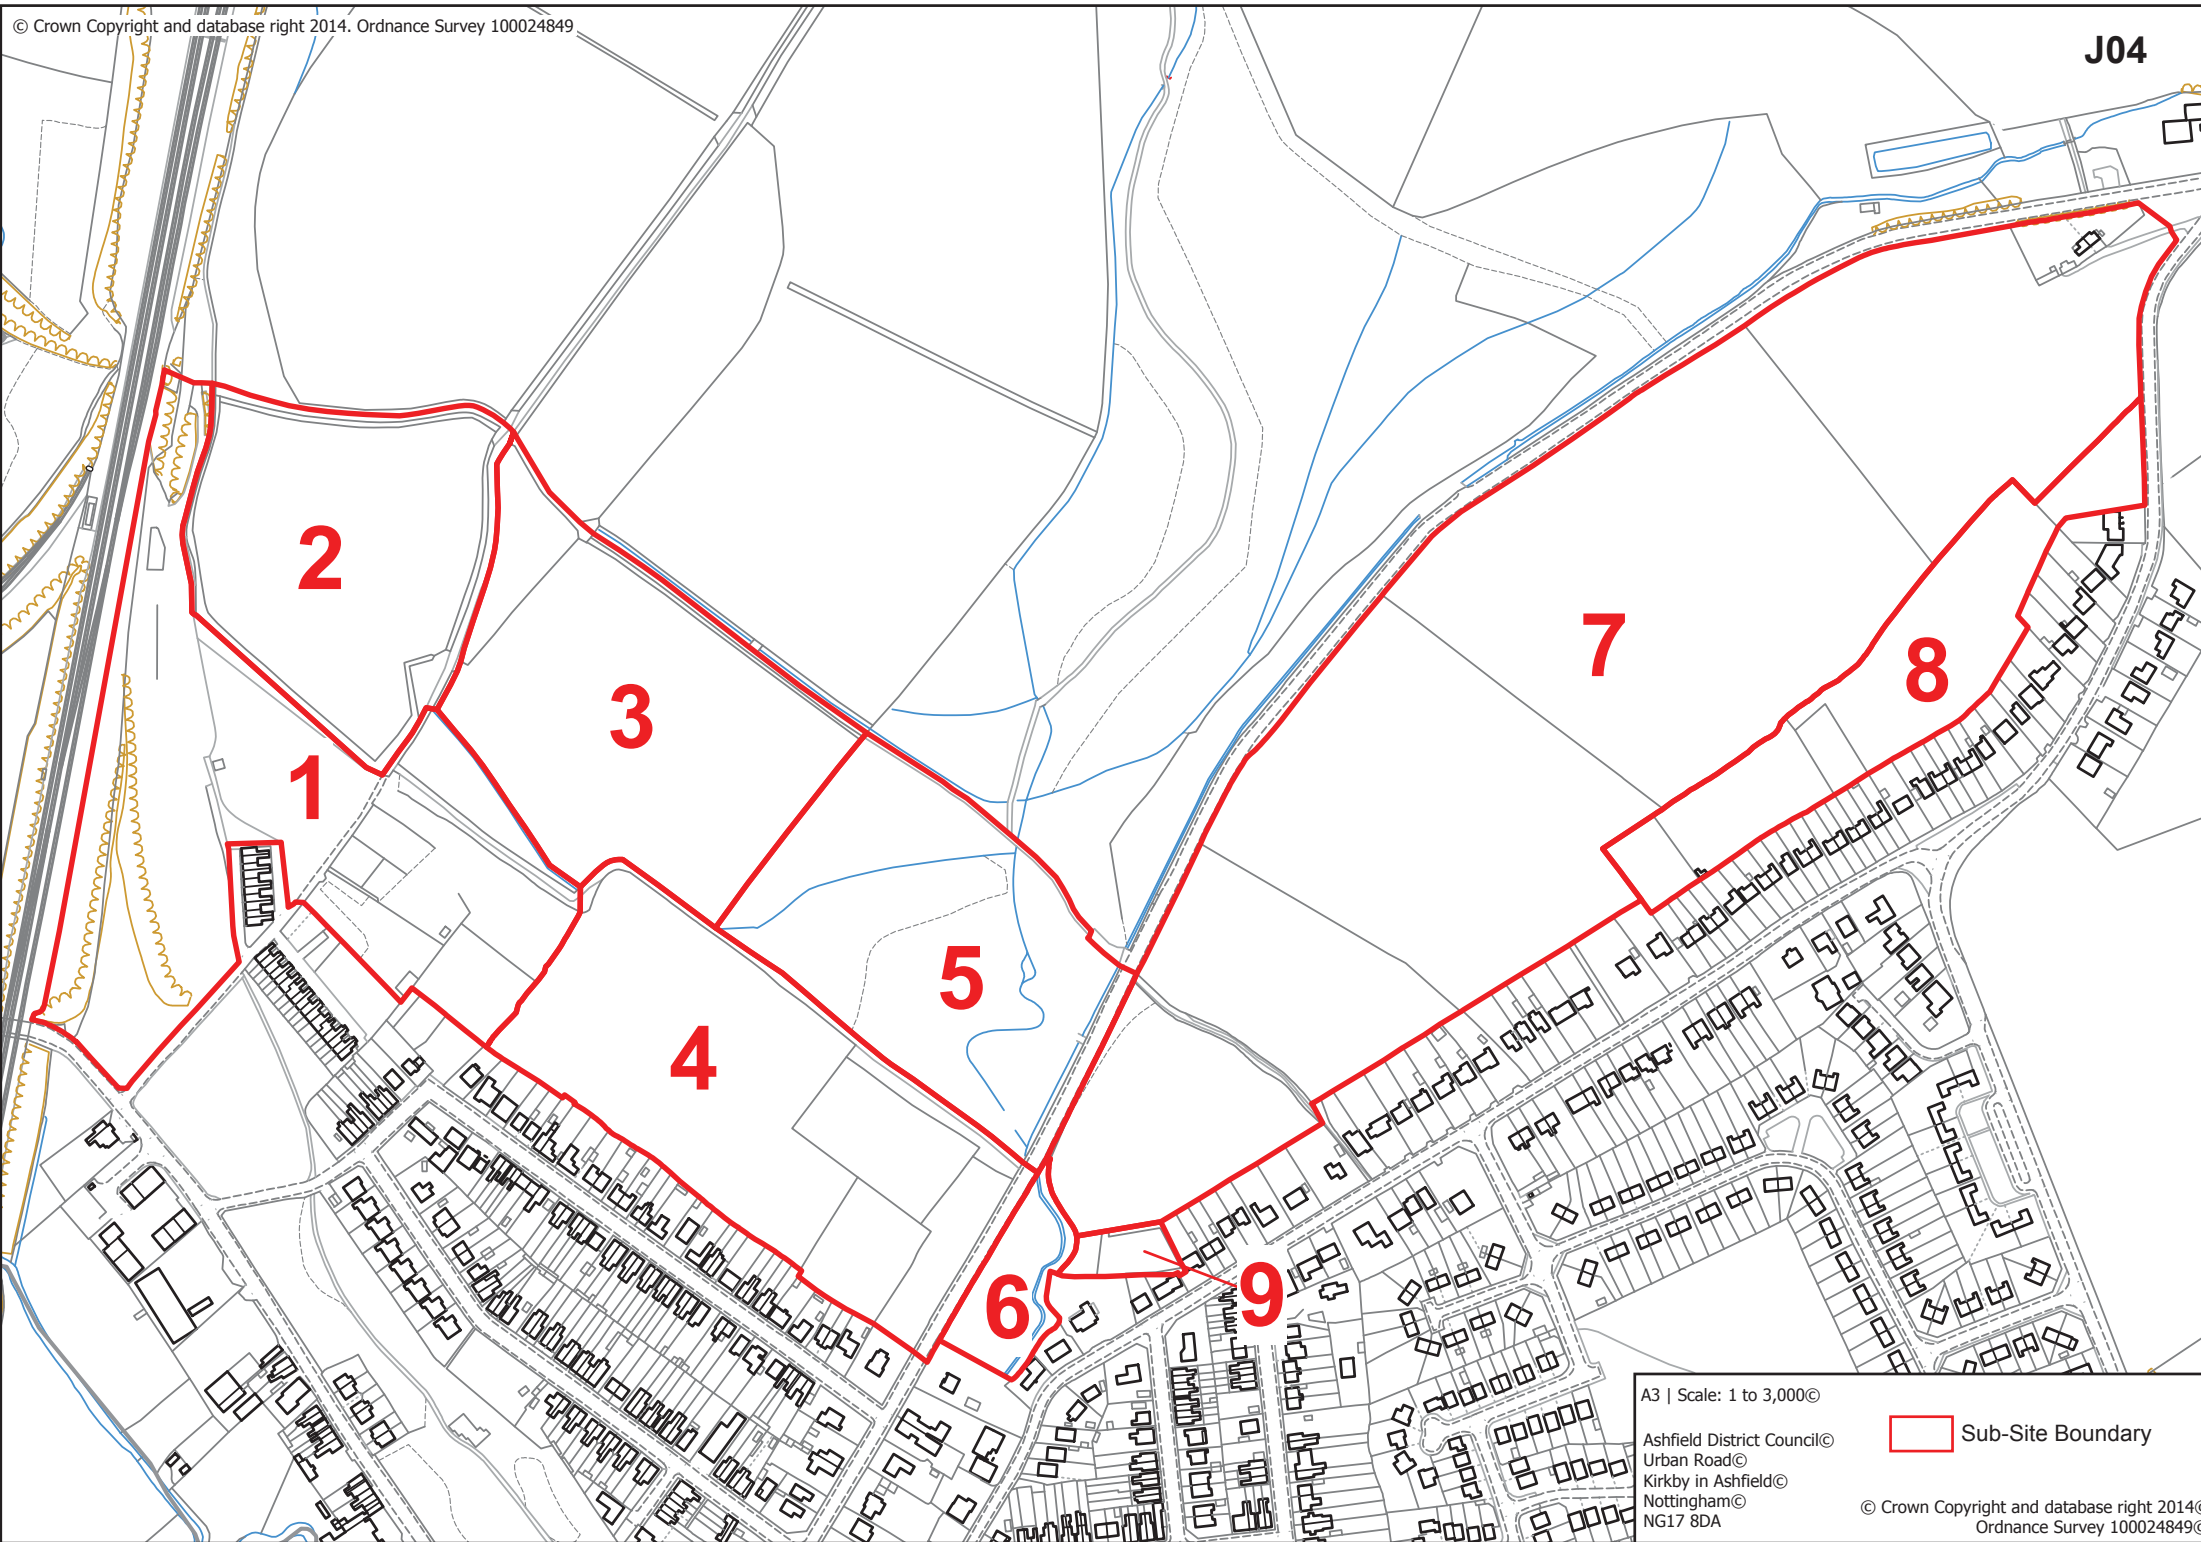 © Crown Copyright and database right 2014. Ordnance Survey 100024849
J04
2
7
8
3
1
5
4
6
9
A3 | Scale: 1 to 3,000©
Ashfield District Council©
Urban Road©
Kirkby in Ashfield©
Nottingham©
NG17 8DA
Sub-Site Boundary
© Crown Copyright and database right 2014©
Ordnance Survey 100024849©